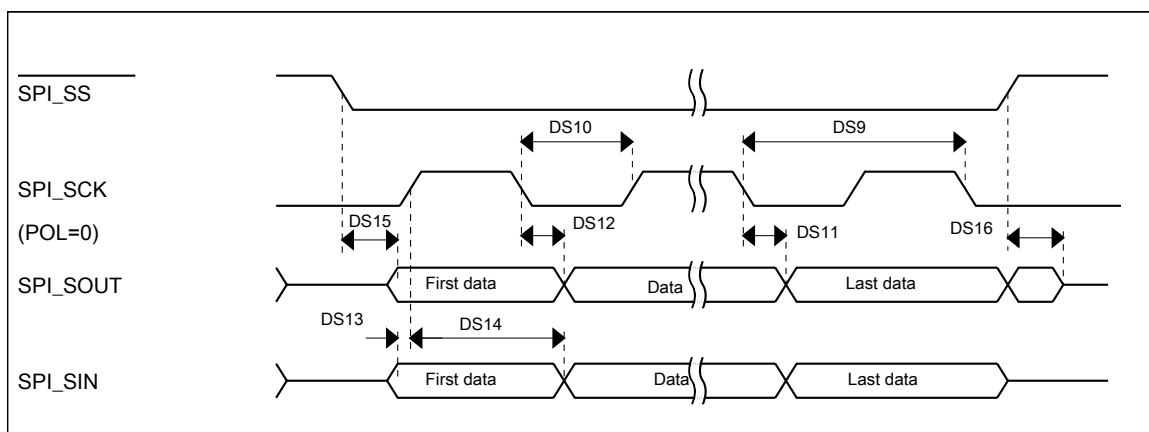 SPI_SS
DS10
DS9
SPI_SCK
(POL=0)
DS15
DS12
DS11
DS16
SPI_SOUT
First data
Data
Last data
DS13
DS14
SPI_SIN
First data
Data
Last data